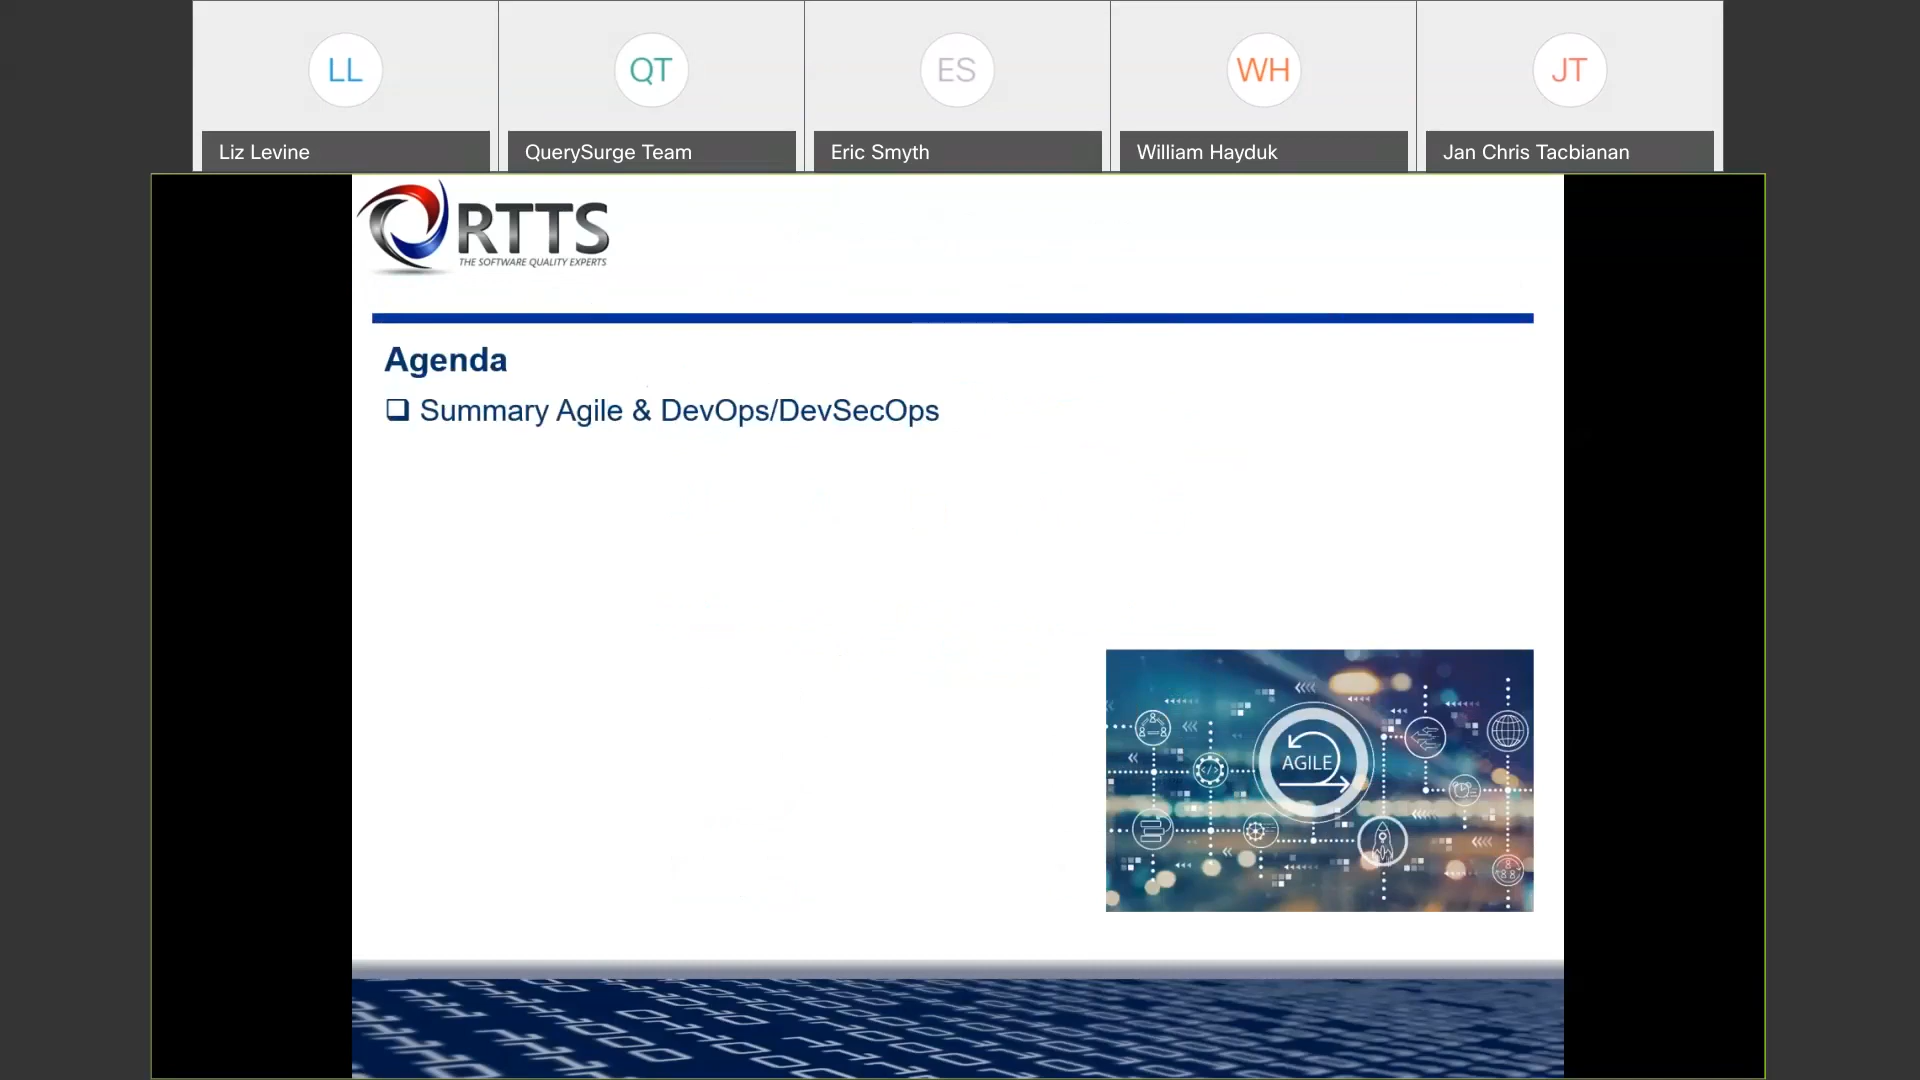 LL
QT
ES
WH
JT
Liz Levine
QuerySurge Team
Eric Smyth
William Hayduk
Jan Chris Tacbianan
RTTS
THE SOFTWARE QUALITY EXPERTS
Agenda
❑ Summary Agile & DevOps/DevSecOps
AGILE